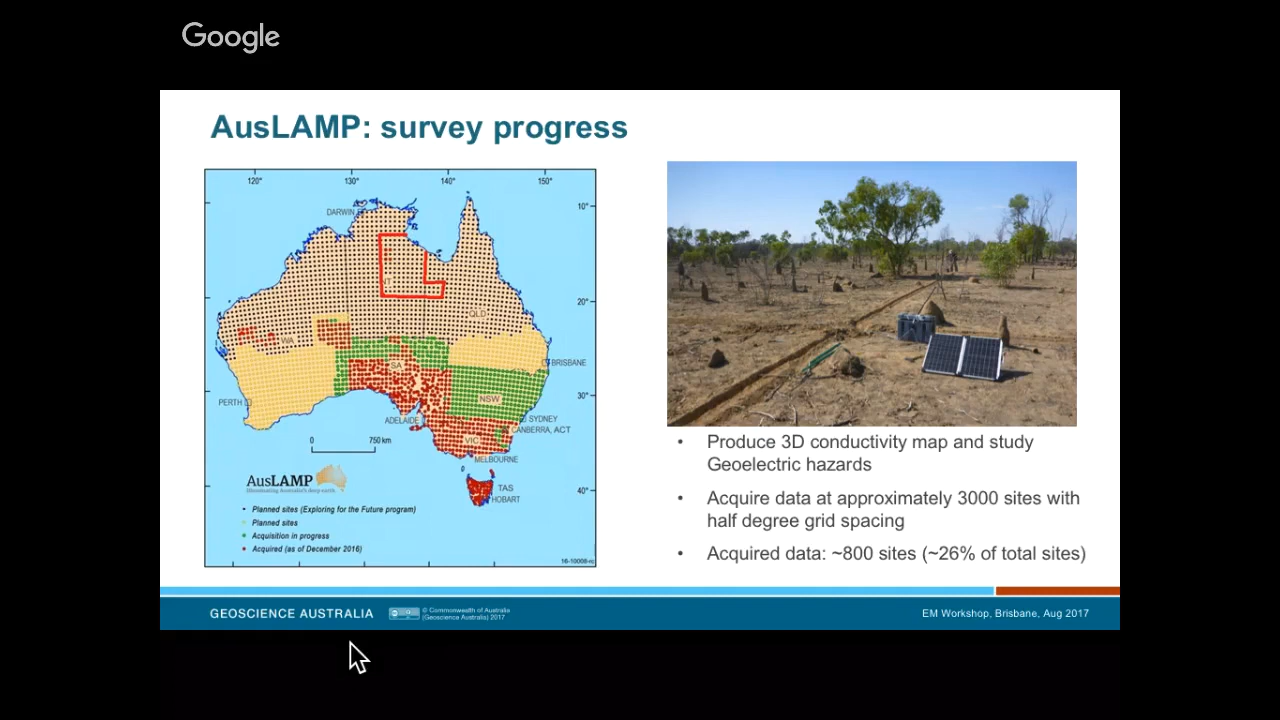 Google
AusLAMP: survey progress
120° 130° 140° 150°
DARWIN
10°
NT
20°
QLD
WA
BRISBANE
SA
30°
PERTH
NSW
ADELAIDE
SYDNEY
CANBERRA, ACT
0 750 km
VIC
MELBOURNE
AusLAMP
TAS
40°
HOBART
Planned sites (Exploring for the Future program)
Planned sites
Acquisition in progress
Acquired (as of December 2016)
• Produce 3D conductivity map and study
Geoelectric hazards
• Acquire data at approximately 3000 sites with
half degree grid spacing
• Acquired data: ~800 sites (~26% of total sites)
GEOSCIENCE AUSTRALIA
© Commonwealth of Australia
(Geoscience Australia) 2017
EM Workshop, Brisbane, Aug 2017